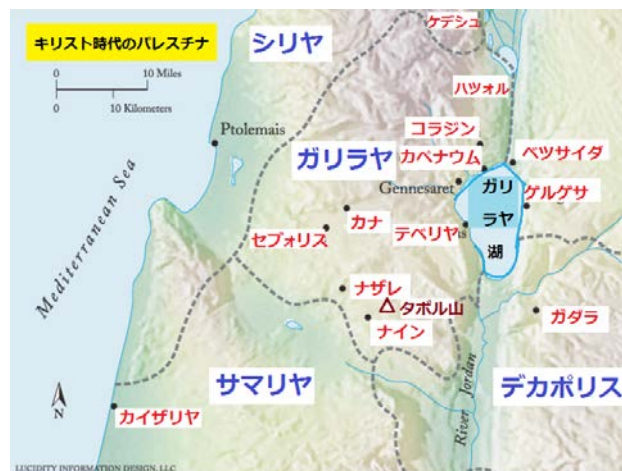 キリスト時代のパレスチナ
シリヤ
ケデシュ
0 10 Miles
0 10 Kilometers
ハツォル
Ptolemais
コラジン
ガリラヤ
カペナウム
ベツサイダ
Gennesaret
ガリ
ラヤ
湖
ゲルゲサ
Mediterranean Sea
カナ
セプォリス
テベリヤ
ナザレ
タボル山
ナイン
ガダラ
サマリヤ
デカポリス
River Jordan
N
カイザリヤ
LUCIDITY INFORMATION DESIGN, LLC